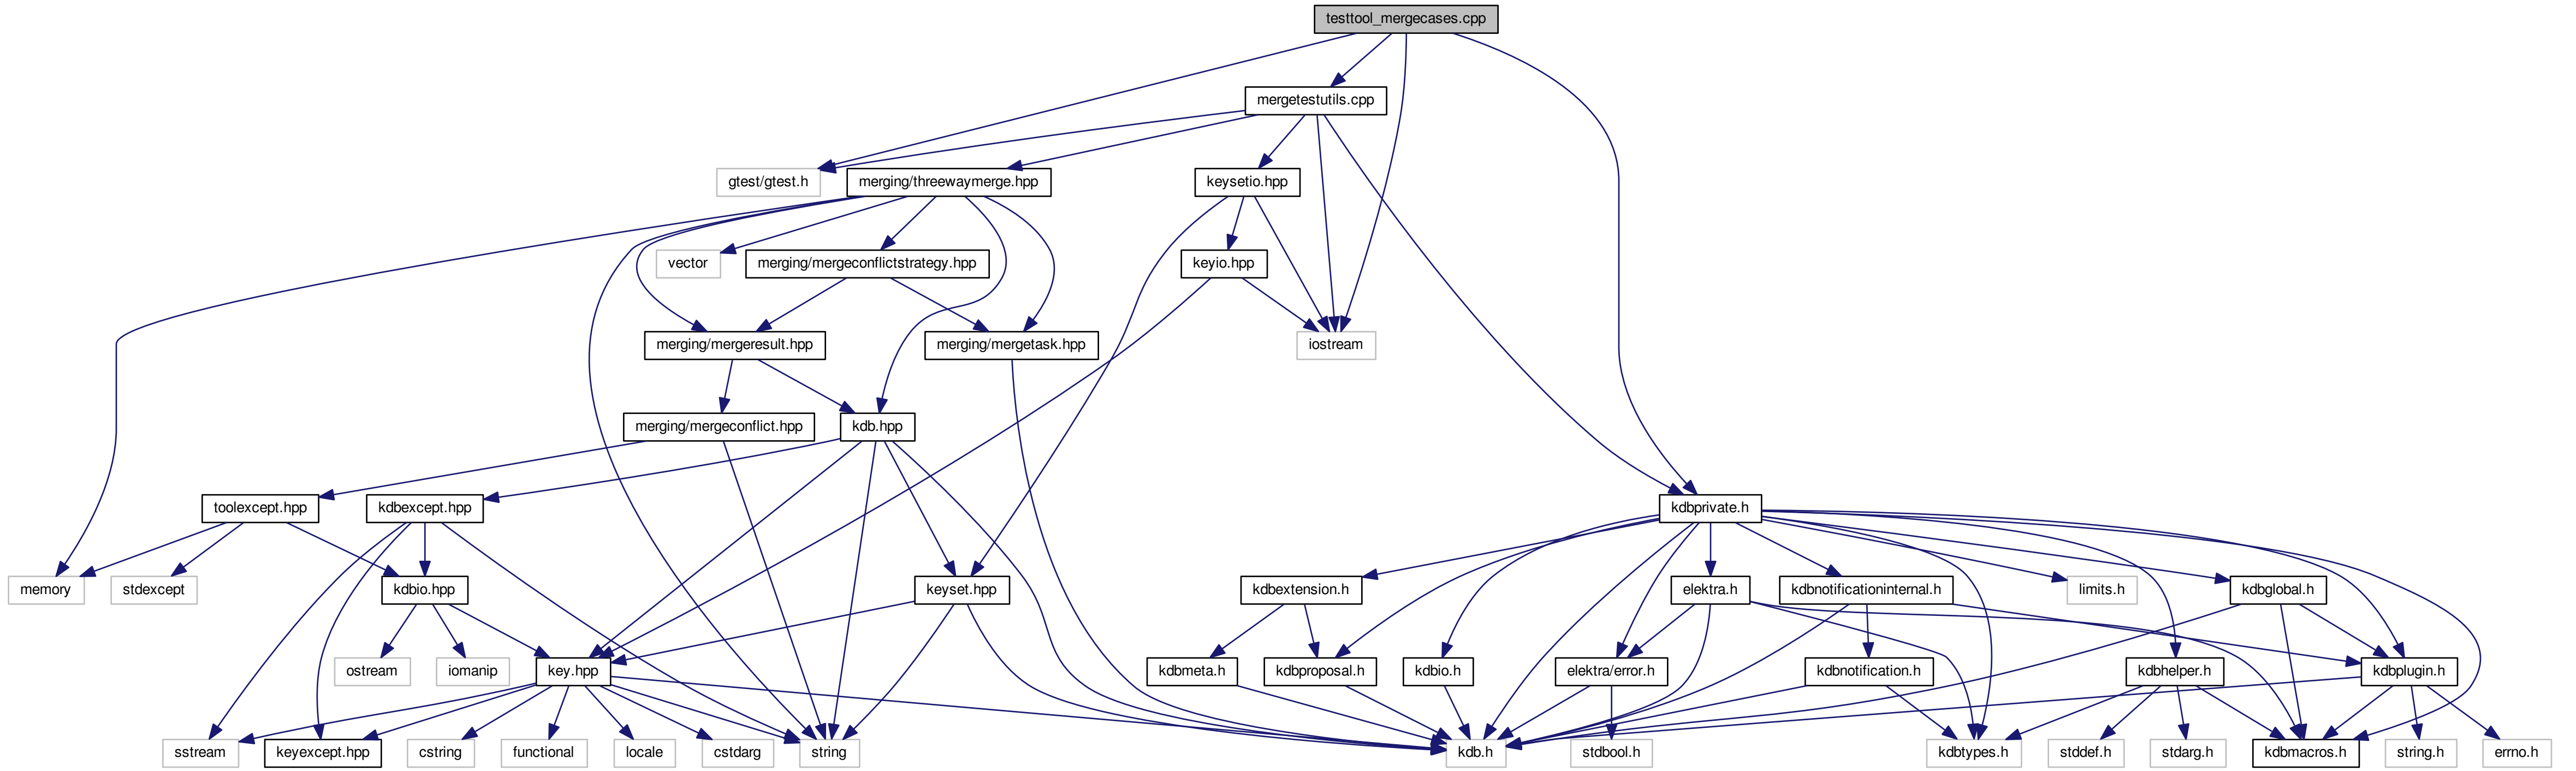 testtool_mergecases.cpp
mergetestutils.cpp
gtest/gtest.h
merging/threewaymerge.hpp
keysetio.hpp
vector
merging/mergeconflictstrategy.hpp
keyio.hpp
merging/mergeresult.hpp
merging/mergetask.hpp
iostream
merging/mergeconflict.hpp
kdb.hpp
toolexcept.hpp
kdbexcept.hpp
kdbprivate.h
memory
stdexcept
kdbio.hpp
keyset.hpp
kdbextension.h
elektra.h
kdbnotificationinternal.h
limits.h
kdbglobal.h
ostream
iomanip
key.hpp
kdbmeta.h
kdbproposal.h
kdbio.h
elektra/error.h
kdbnotification.h
kdbhelper.h
kdbplugin.h
sstream
keyexcept.hpp
cstring
functional
locale
cstdarg
string
kdb.h
stdbool.h
kdbtypes.h
stddef.h
stdarg.h
kdbmacros.h
string.h
errno.h